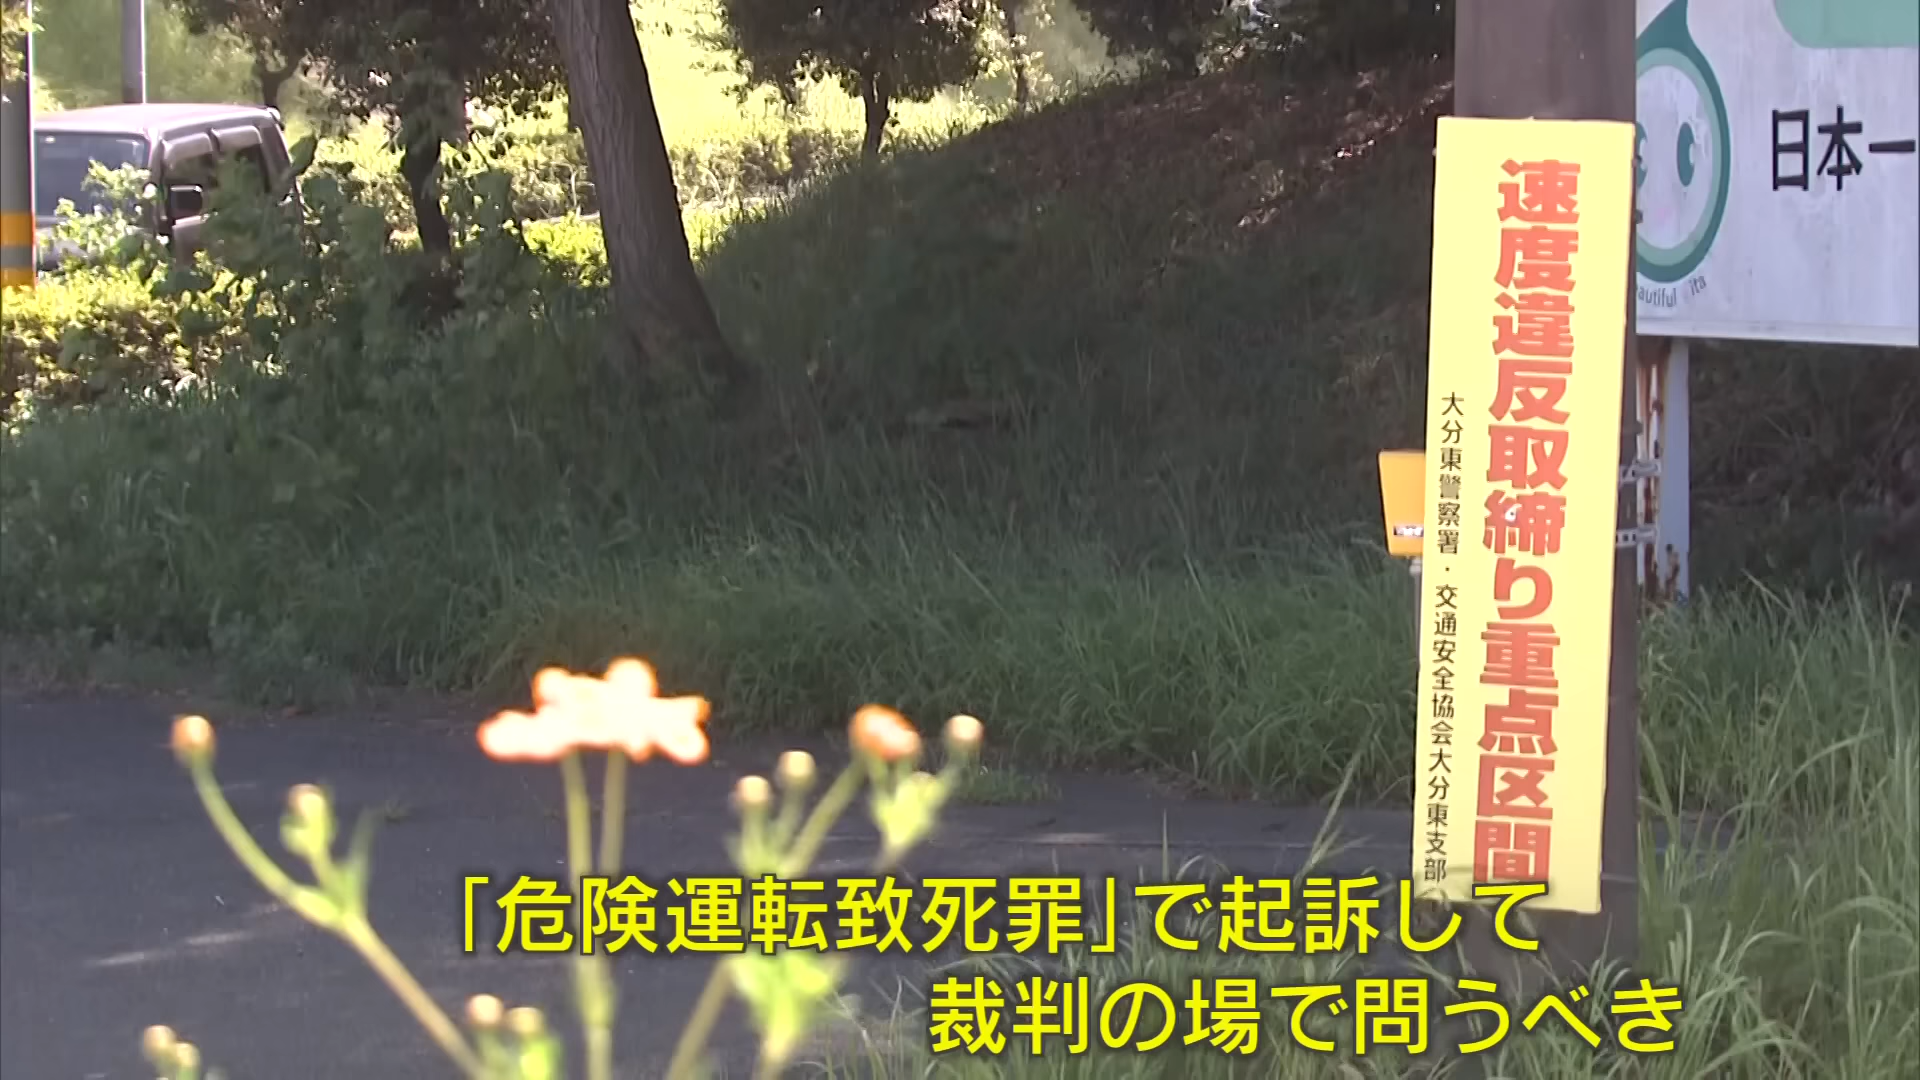 日本一
速度違反取締り重点区間
大分東警察署・交通安全協会大分東支部
「危険運転致死罪」で起訴して
裁判の場で問うべき